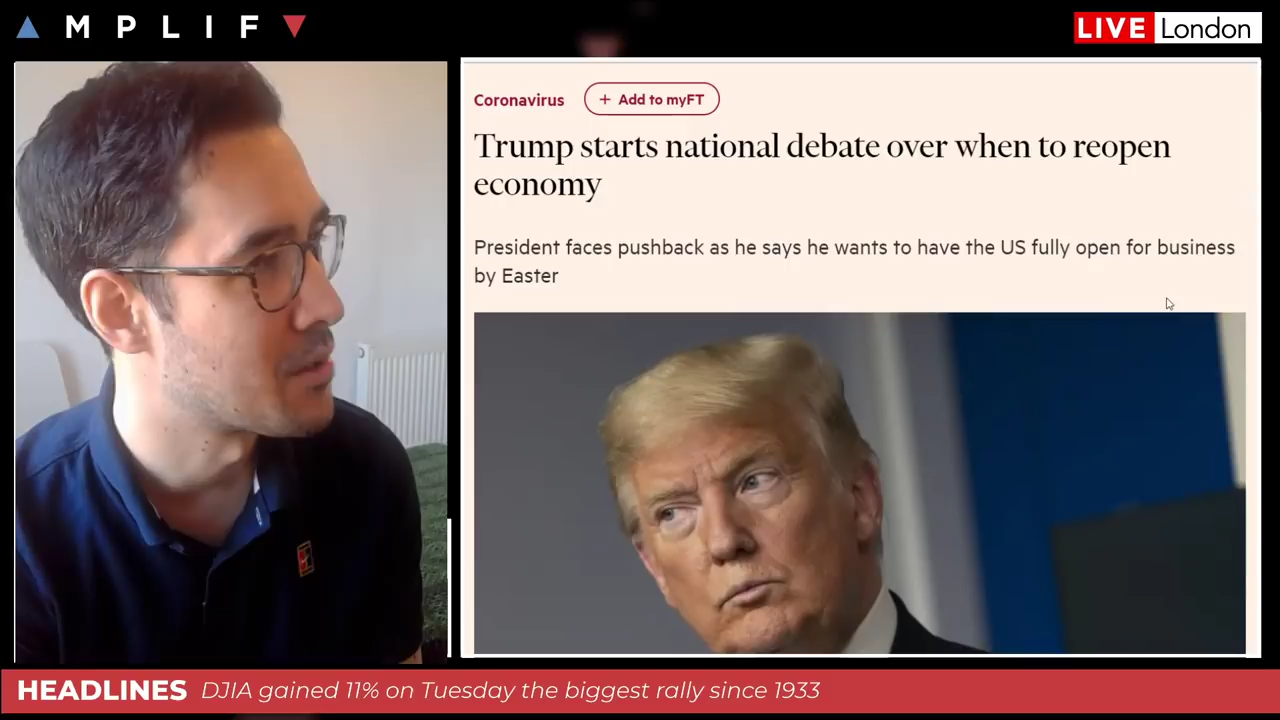 ▲ M P L I F ▼
LIVE London
Coronavirus + Add to myFT
Trump starts national debate over when to reopen
economy
President faces pushback as he says he wants to have the US fully open for business
by Easter
HEADLINES DJIA gained 11% on Tuesday the biggest rally since 1933